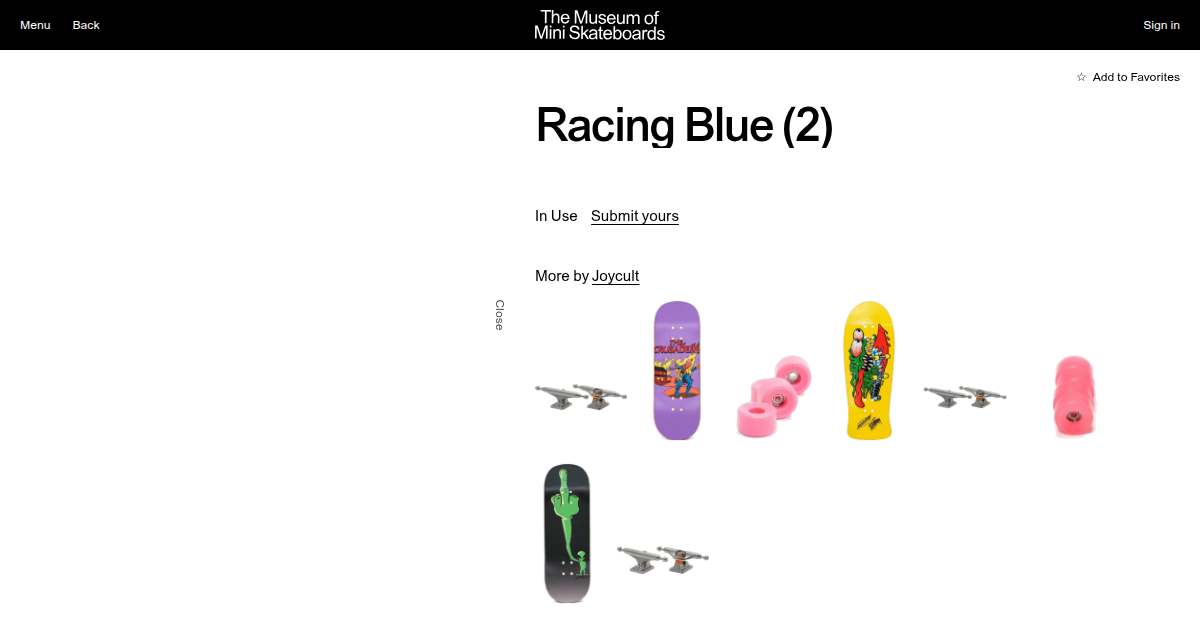 Menu
Back
The Museum of
Mini Skateboards
Sign in
☆ Add to Favorites
Racing Blue (2)
In Use Submit yours
More by Joycult
Close